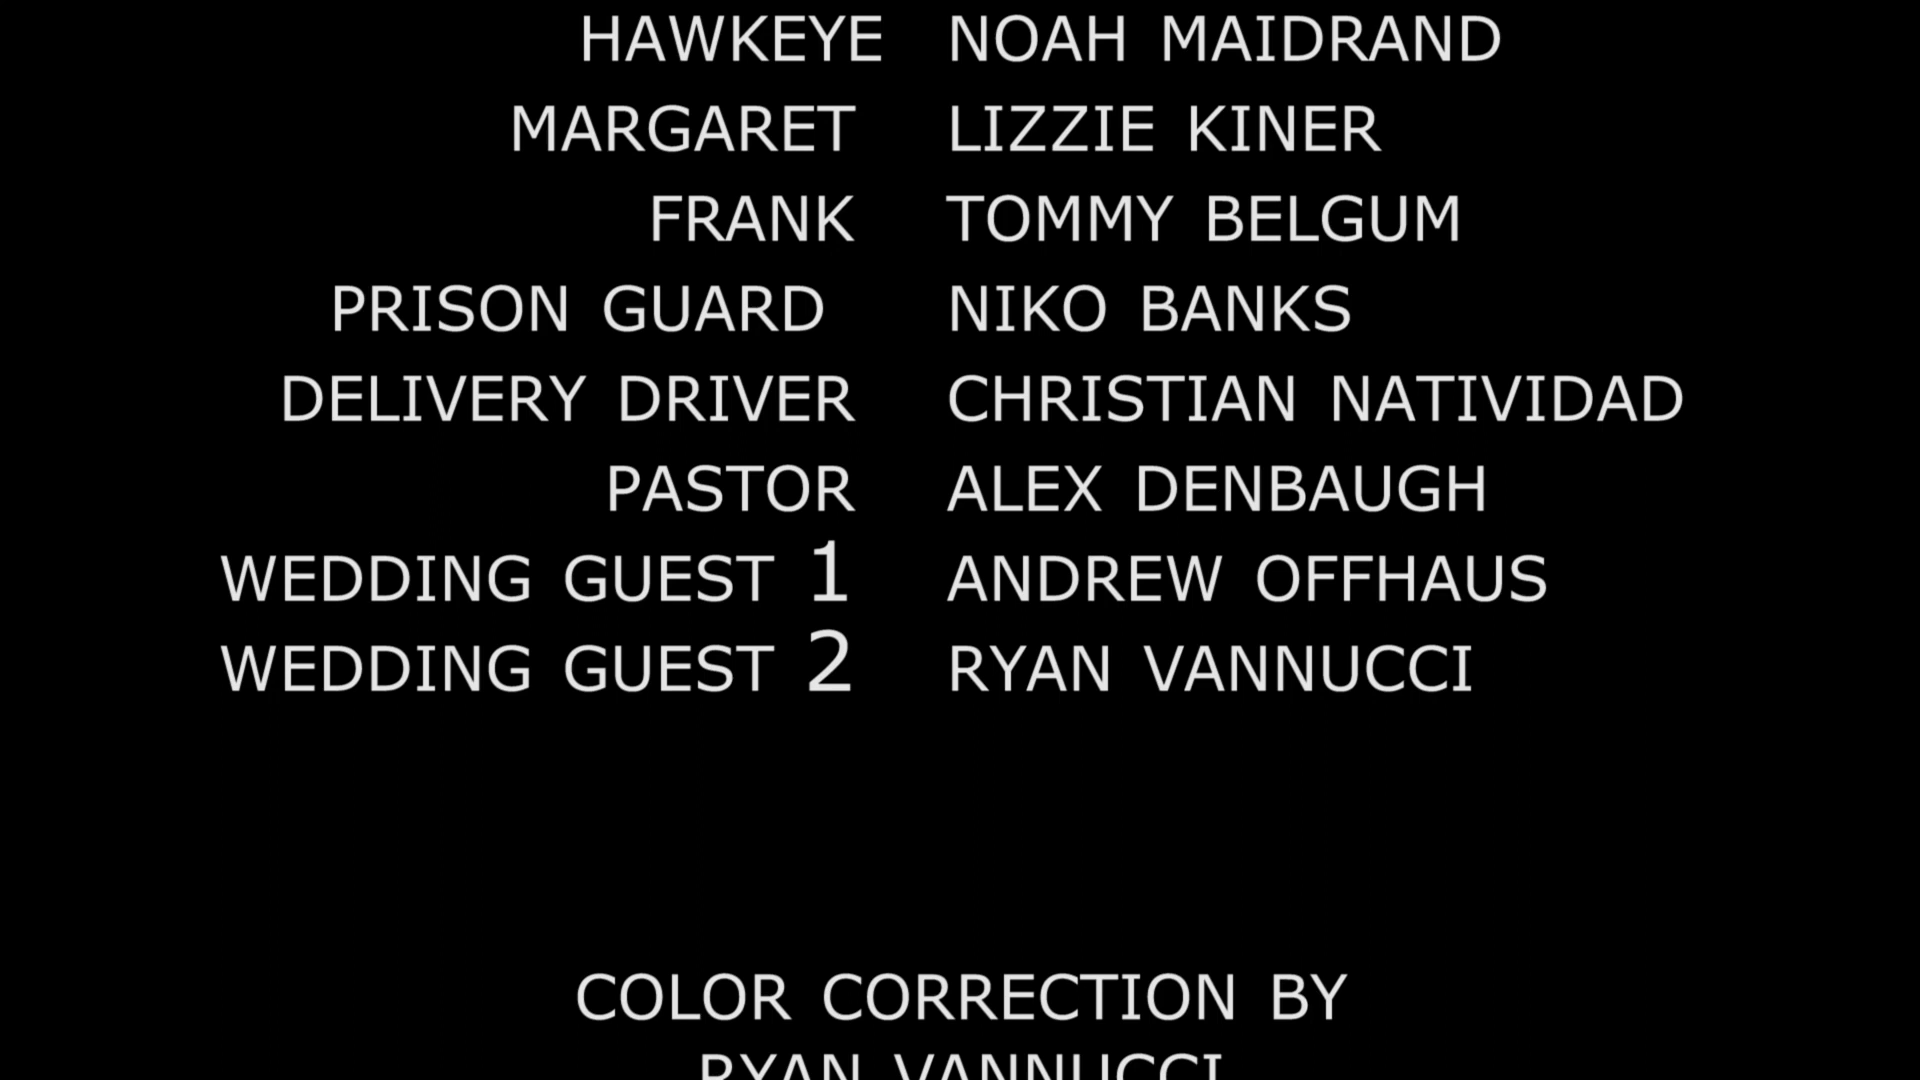 HAWKEYE NOAH MAIDRAND
MARGARET LIZZIE KINER
FRANK TOMMY BELGUM
PRISON GUARD NIKO BANKS
DELIVERY DRIVER CHRISTIAN NATIVIDAD
PASTOR ALEX DENBAUGH
WEDDING GUEST 1 ANDREW OFFHAUS
WEDDING GUEST 2 RYAN VANNUCCI
COLOR CORRECTION BY
RYAN VANNUCCI